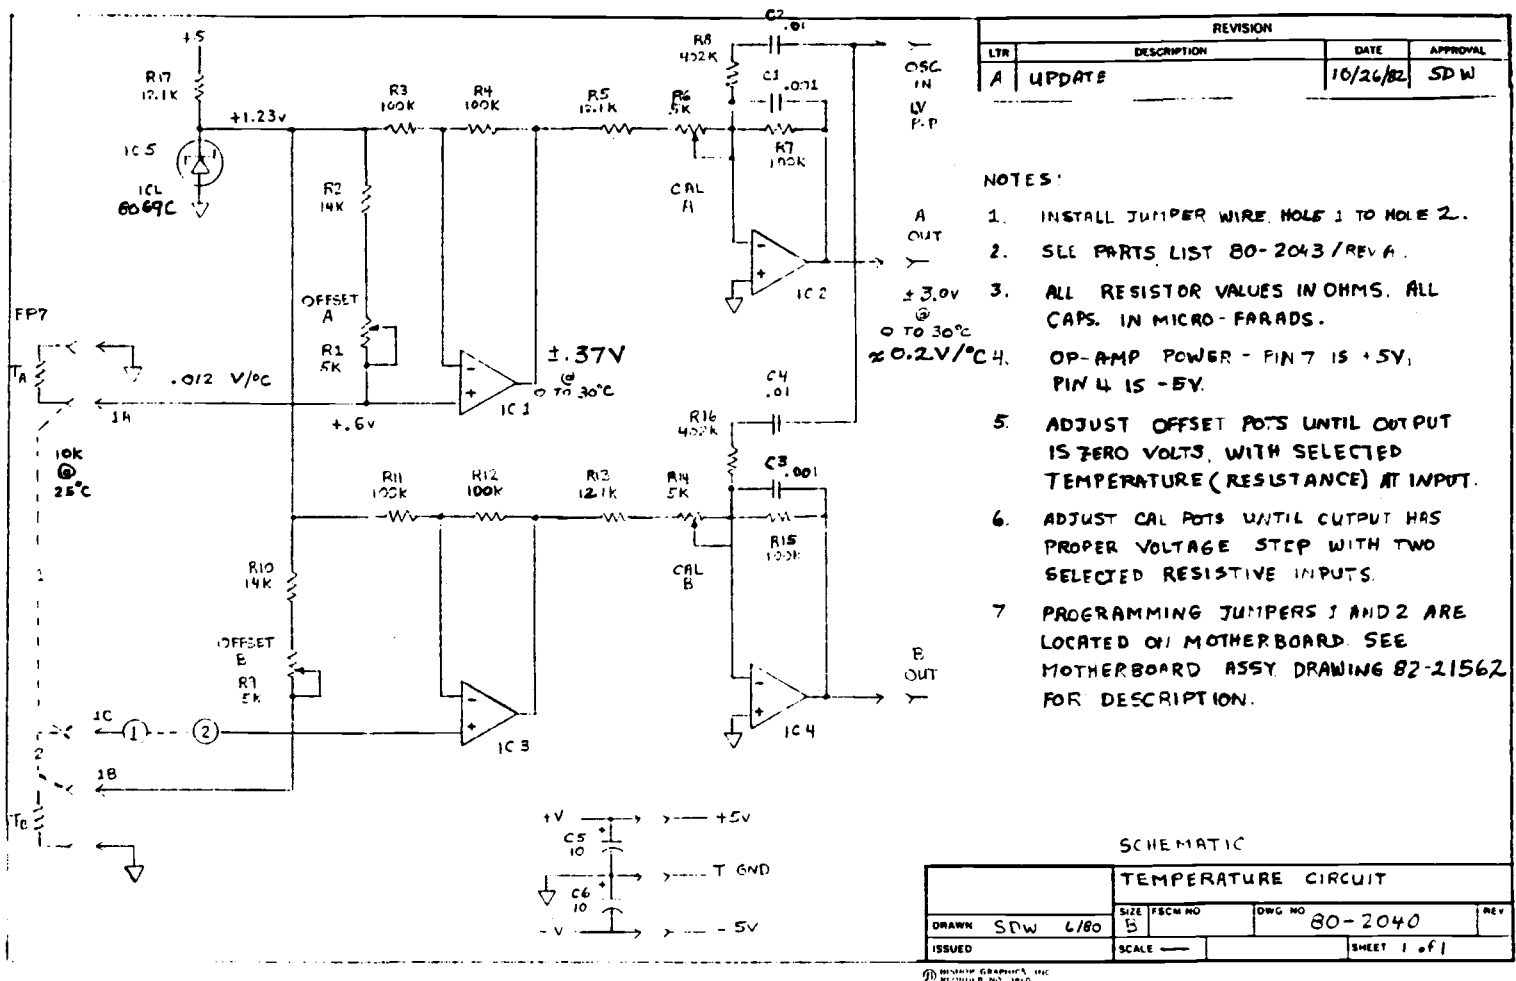 REVISION
LTR DESCRIPTION DATE APPROVAL
A UPDATE 10/26/82 SDW
+5
R17
12.1K
+1.23V
IC5
ICL
8069C
R3
100K
R4
100K
R5
12.1K
R6
5K
R8
402K
C2
.01
C1
.001
R7
100K
OSC
IN
1V
P-P
R2
14K
CAL
A
A
OUT
IC2
± 3.0V
@
0 TO 30°C
≈ 0.2V/°C
OFFSET
A
R1
5K
FP7
TA
.012 V/°C
1A
+.6V
IC1
±.37V
@
0 TO 30°C
10K
@
25°C
C4
.01
R16
402K
C3
.001
R11
100K
R12
100K
R13
12.1K
R14
5K
R15
100K
CAL
B
R10
14K
1
OFFSET
B
R9
5K
B
OUT
IC4
1C
1
2
IC3
2
1B
TB
+V
+5V
C5
10
+
T GND
C6
10
+
-V
-5V
NOTES:
1. INSTALL JUMPER WIRE, HOLE 1 TO HOLE 2.
2. SEE PARTS LIST 80-2043/REV A.
3. ALL RESISTOR VALUES IN OHMS. ALL
CAPS. IN MICRO-FARADS.
4. OP-AMP POWER - PIN 7 IS +5V,
PIN 4 IS -5V.
5. ADJUST OFFSET POTS UNTIL OUTPUT
IS ZERO VOLTS, WITH SELECTED
TEMPERATURE (RESISTANCE) AT INPUT.
6. ADJUST CAL POTS UNTIL OUTPUT HAS
PROPER VOLTAGE STEP WITH TWO
SELECTED RESISTIVE INPUTS.
7 PROGRAMMING JUMPERS 1 AND 2 ARE
LOCATED ON MOTHERBOARD. SEE
MOTHERBOARD ASSY. DRAWING 82-21562
FOR DESCRIPTION.
SCHEMATIC
TEMPERATURE CIRCUIT
DRAWN SDW 6/80
SIZE B FSCM NO DWG NO 80-2040 REV
ISSUED SCALE — SHEET 1 of 1
BISHOP GRAPHICS, INC.
REORDER NO.